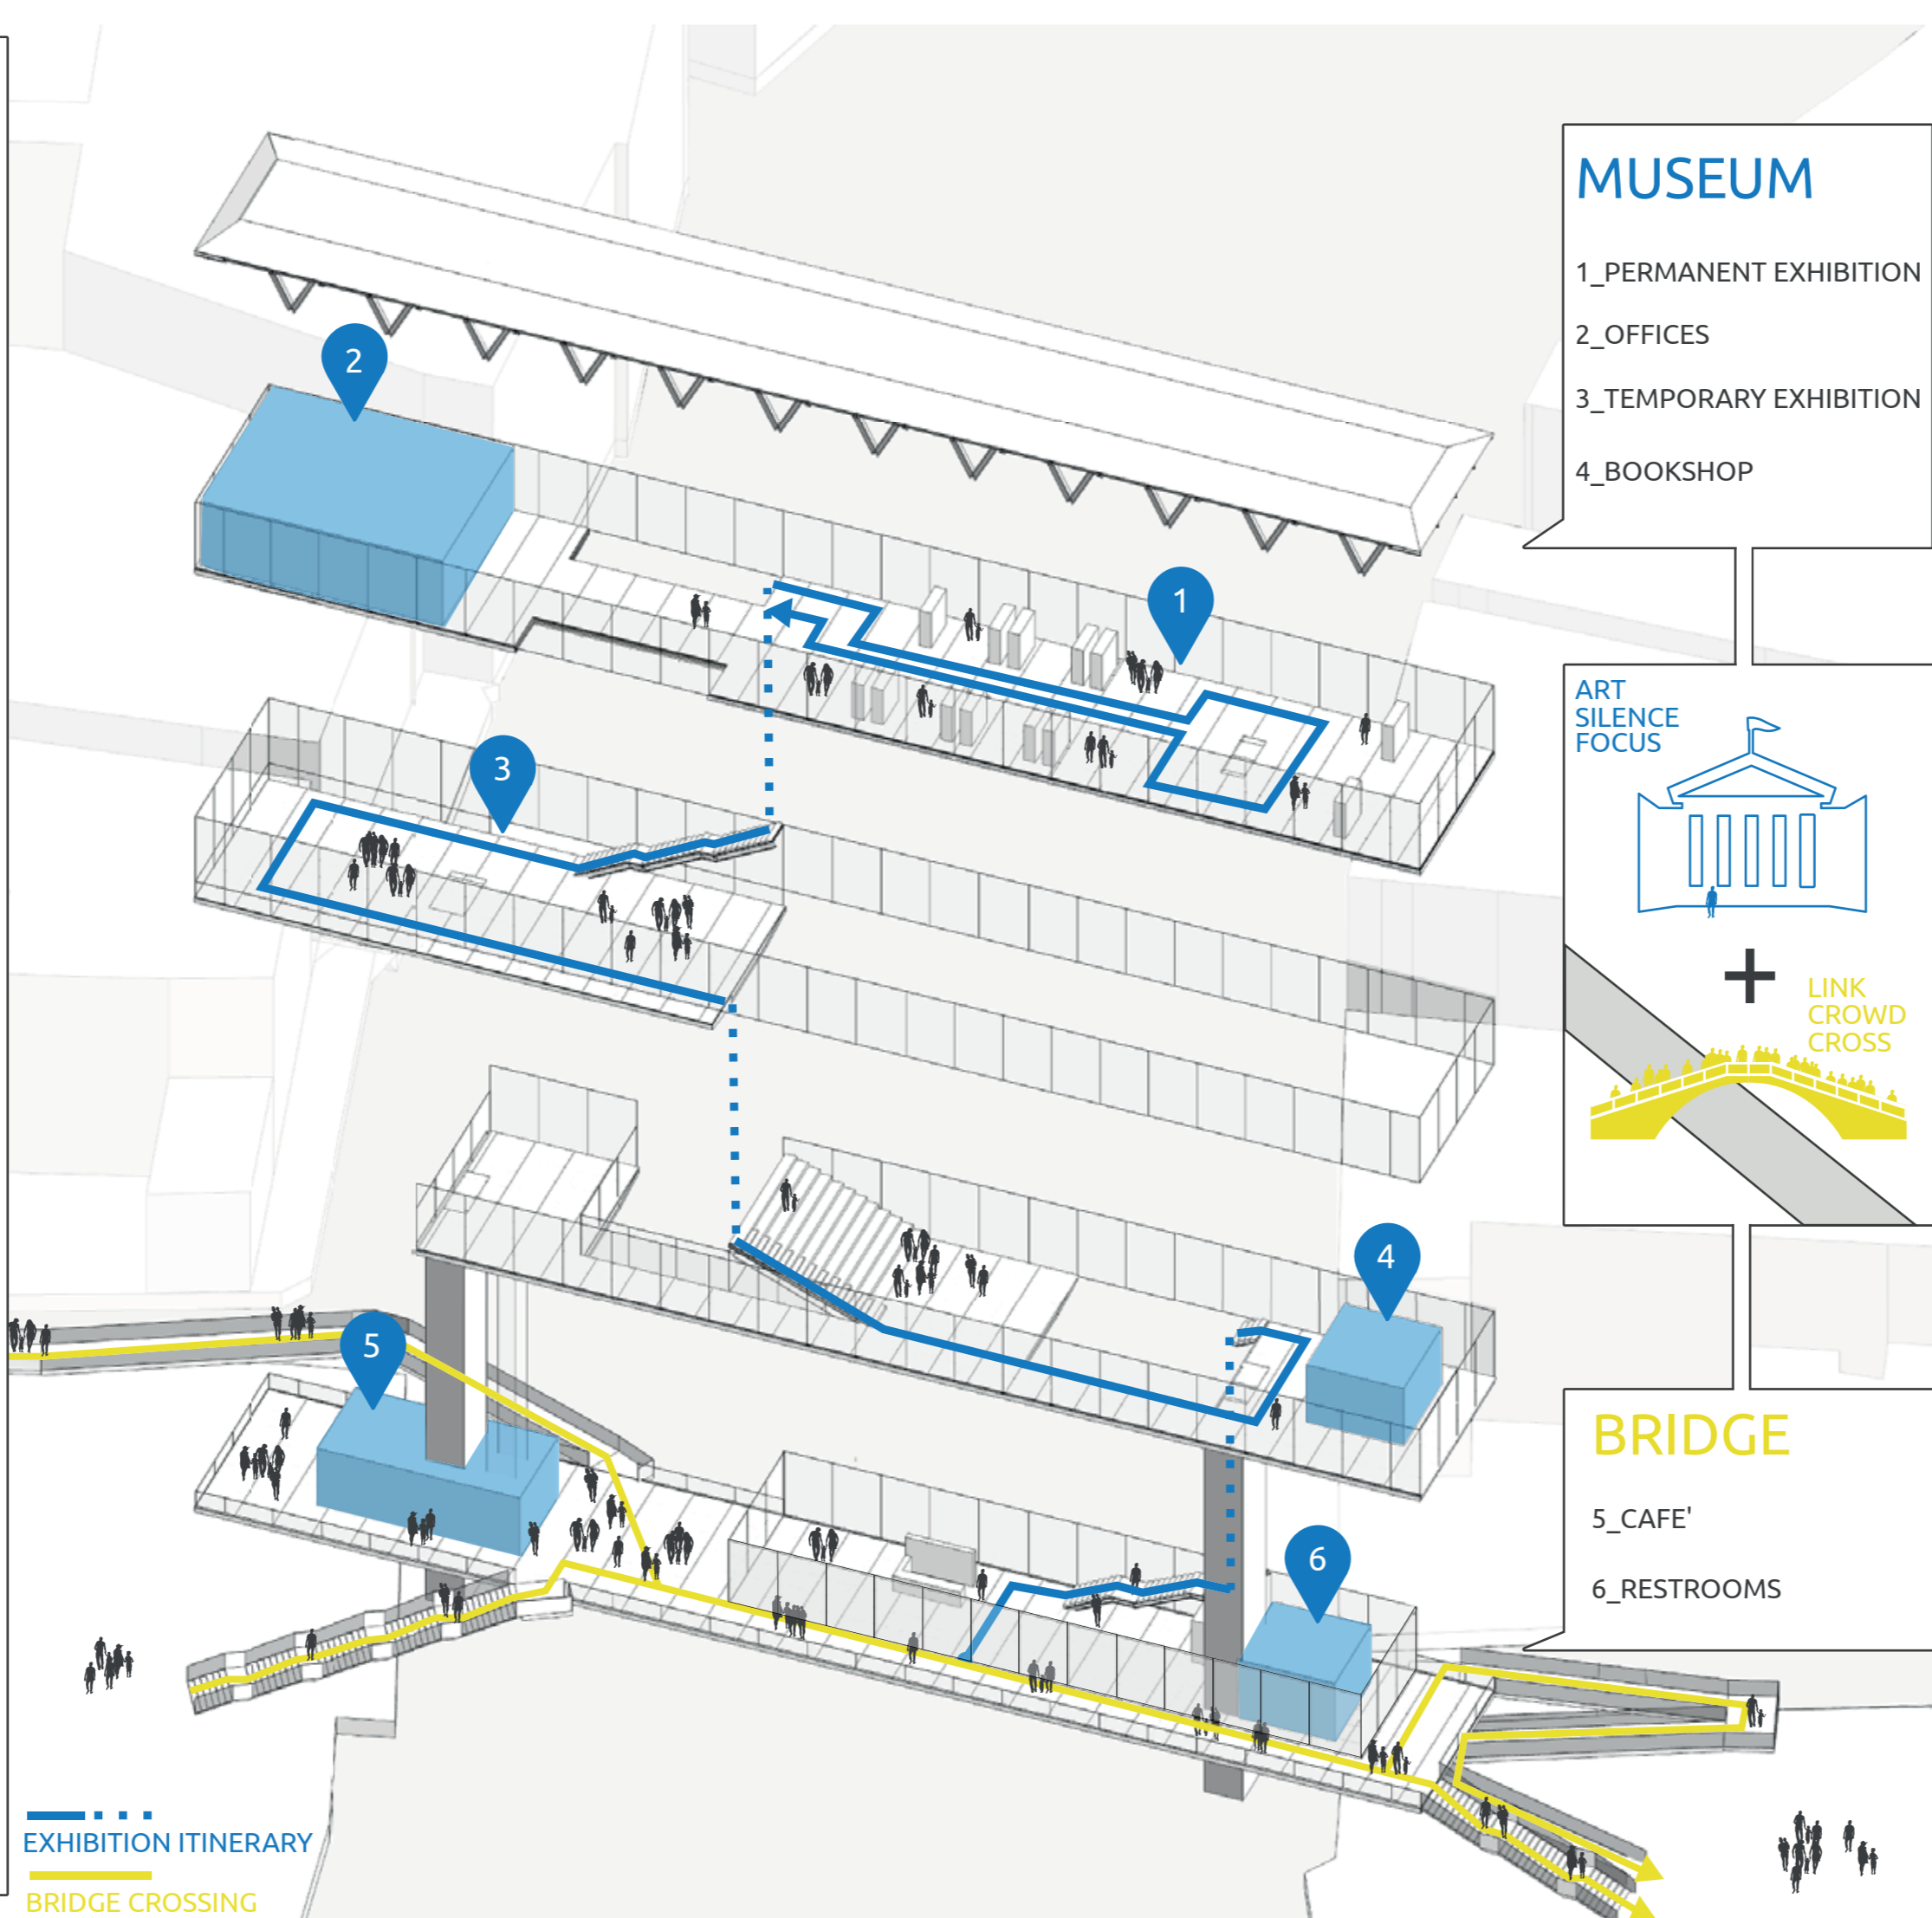 MUSEUM
1_PERMANENT EXHIBITION
2_OFFICES
3_TEMPORARY EXHIBITION
4_BOOKSHOP
2
1
3
ART
SILENCE
FOCUS
+
LINK
CROWD
CROSS
4
5
6
BRIDGE
5_CAFE'
6_RESTROOMS
EXHIBITION ITINERARY
BRIDGE CROSSING